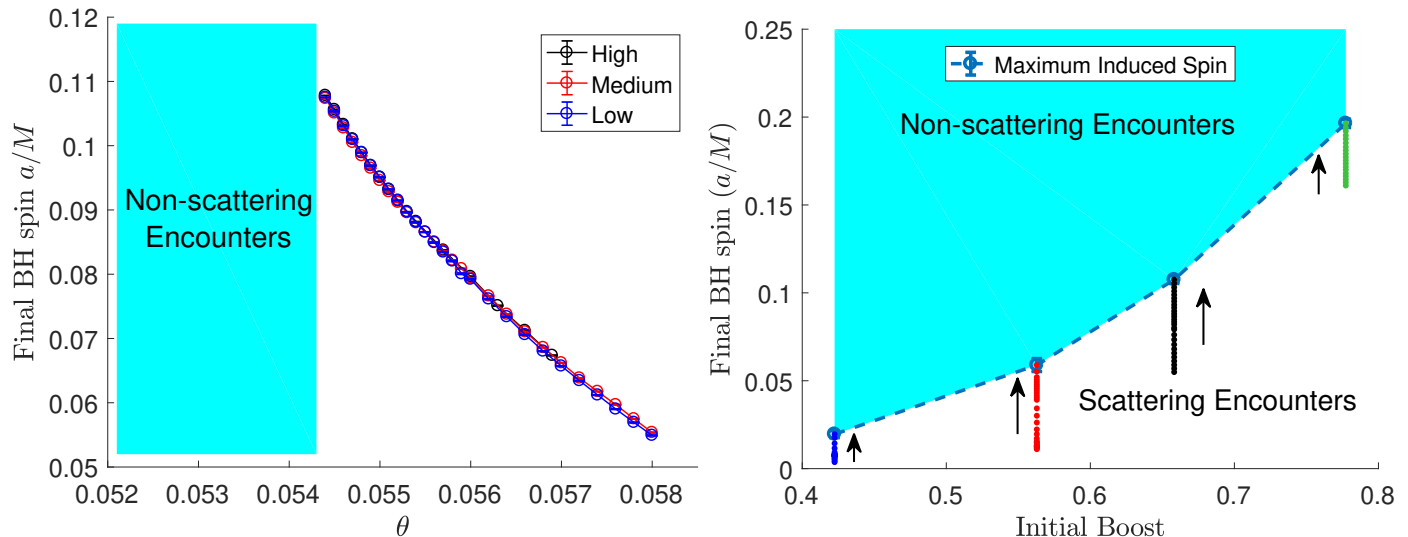 0.12
0.11
0.1
0.09
0.08
0.07
0.06
0.05
Final BH spin a/M
Non-scattering
Encounters
High
Medium
Low
0.052
0.053
0.054
0.055
0.056
0.057
0.058
θ
0.25
0.2
0.15
0.1
0.05
0
Final BH spin (a/M)
Maximum Induced Spin
Non-scattering Encounters
Scattering Encounters
0.4
0.5
0.6
0.7
0.8
Initial Boost